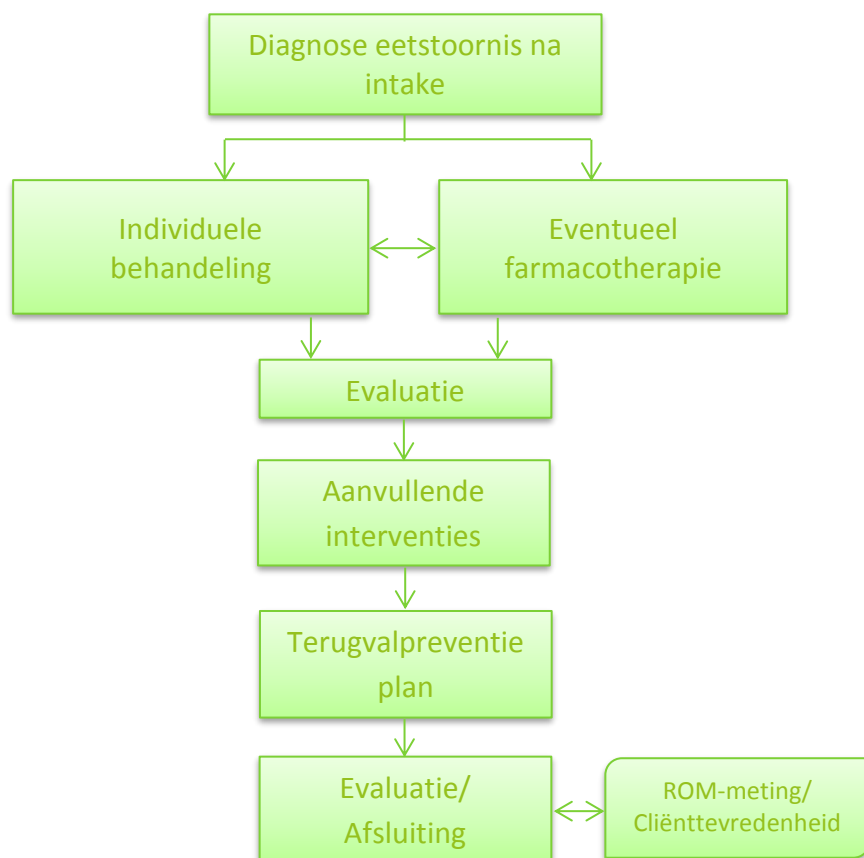 Diagnose eetstoornis na
intake
Individuele
behandeling
Eventueel
farmacotherapie
Evaluatie
Aanvullende
interventies
Terugvalpreventie
plan
Evaluatie/
Afsluiting
ROM-meting/
Cliënttevredenheid